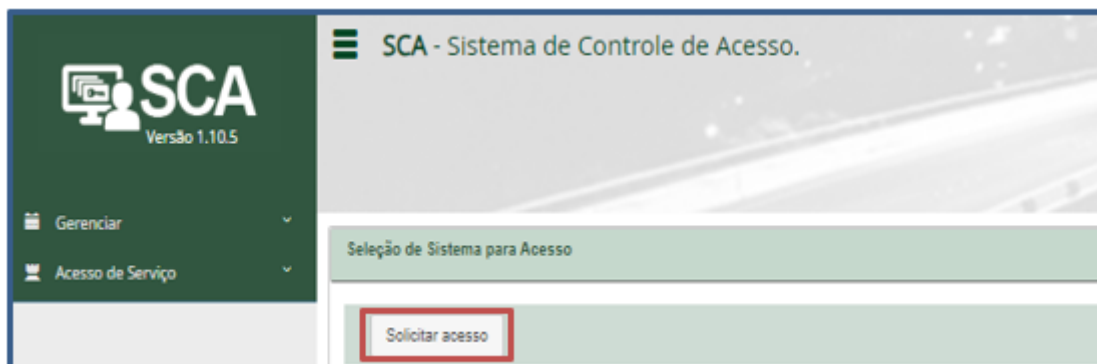 SCA
Versão 1.10.5
Gerenciar
Acesso de Serviço
SCA - Sistema de Controle de Acesso.
Seleção de Sistema para Acesso
Solicitar acesso